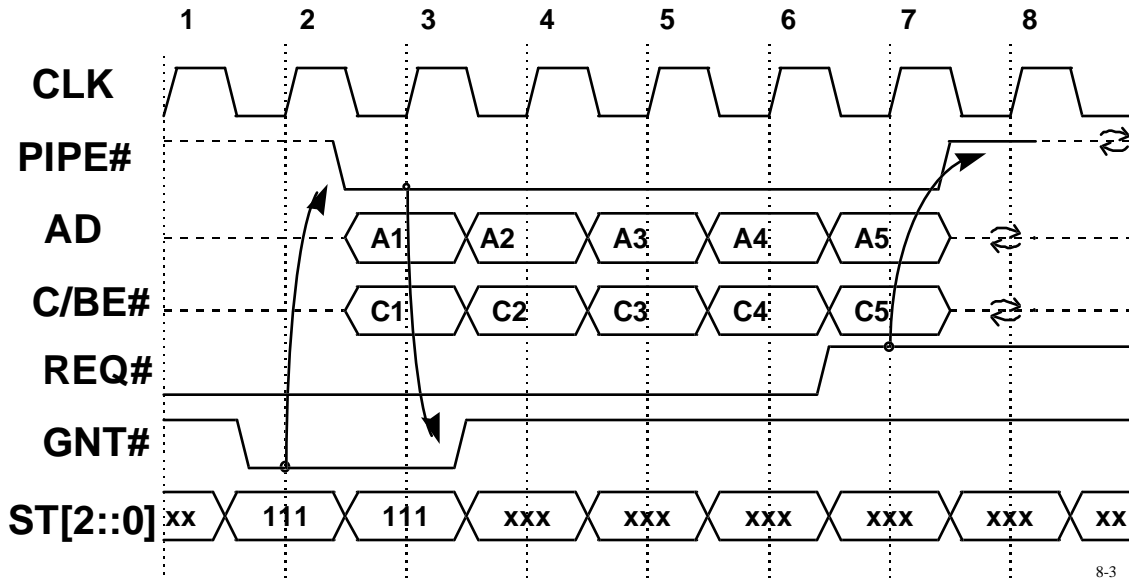 1 2 3 4 5 6 7 8
CLK
PIPE#
AD A1 A2 A3 A4 A5
C/BE# C1 C2 C3 C4 C5
REQ#
GNT#
ST[2::0] xx 111 111 xxx xxx xxx xxx xxx xx
8-3